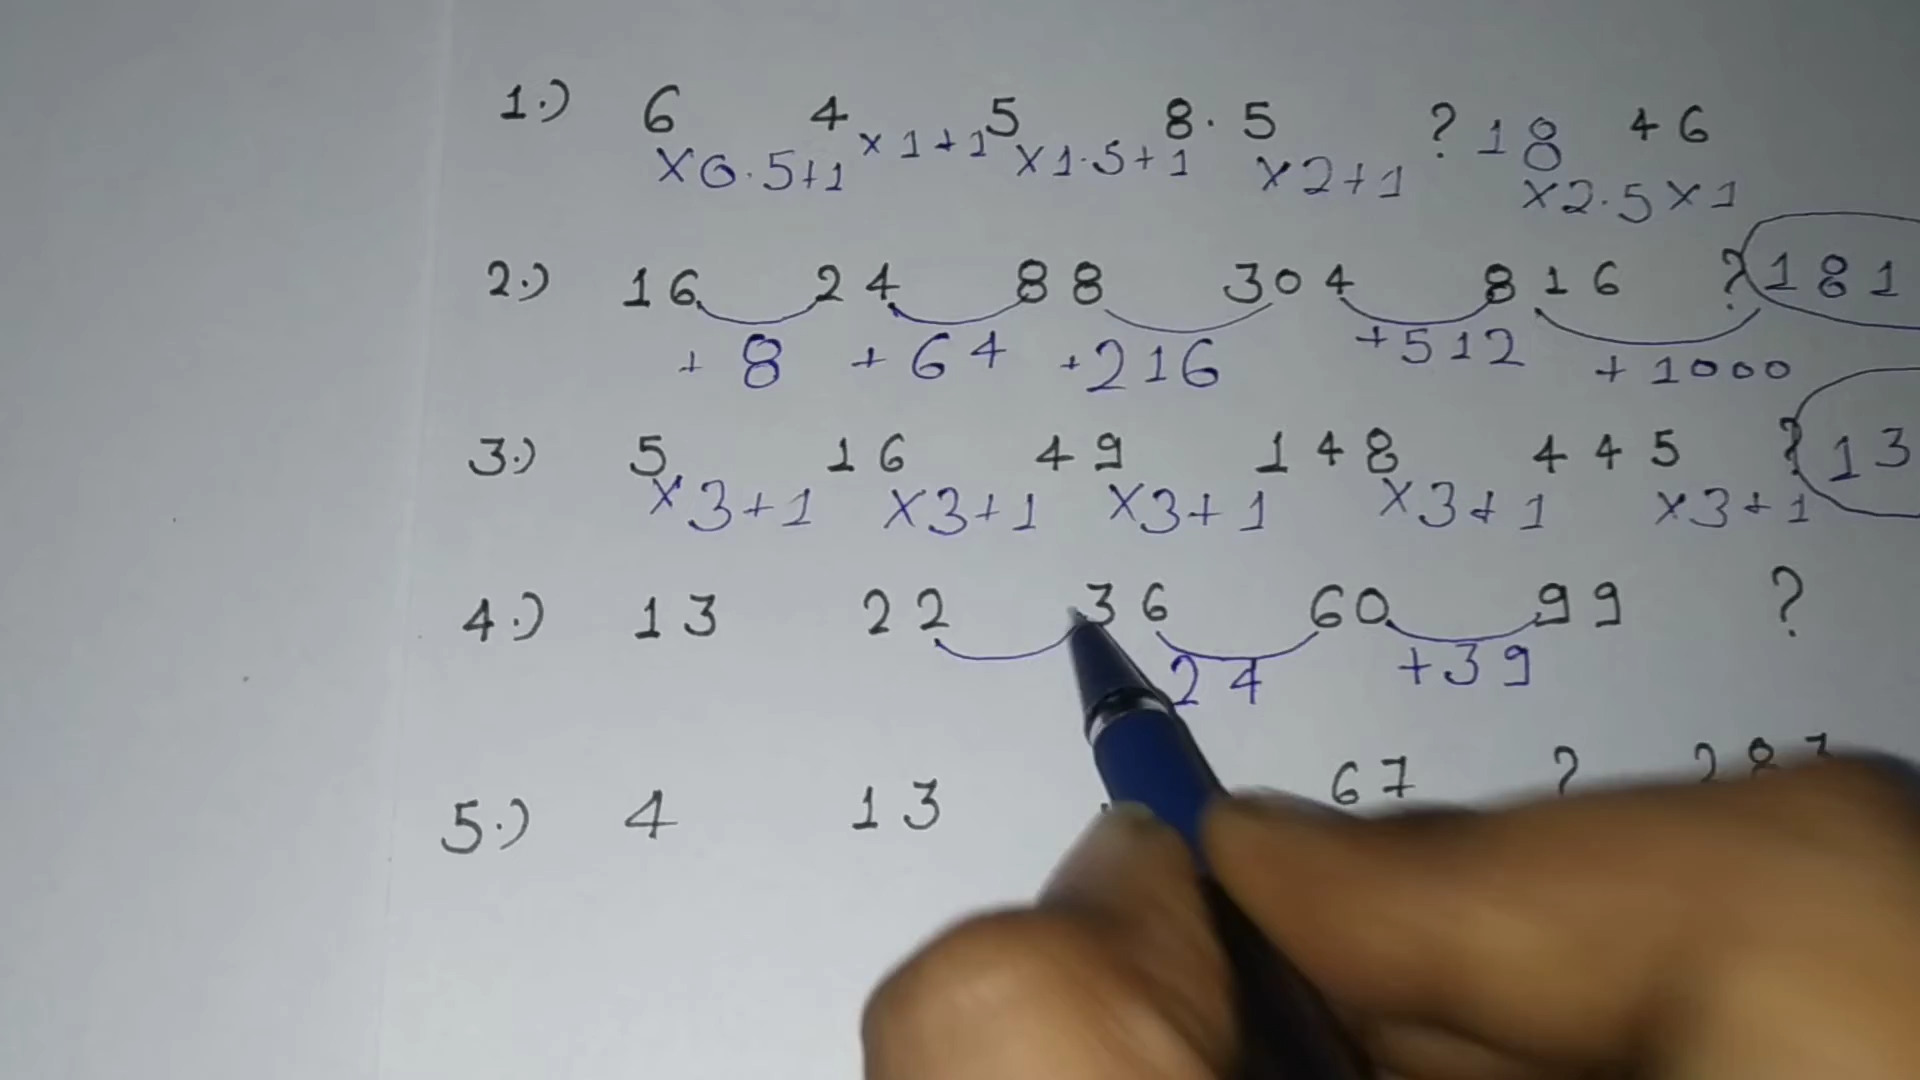 1.) 6 4 5 8.5 ? 18 46
×0.5+1 ×1+1 ×1.5+1 ×2+1 ×2.5×1
2.) 16 24 88 304 816 ? 181
+8 +64 +216 +512 +1000
3.) 5 16 49 148 445 ? 13
×3+1 ×3+1 ×3+1 ×3+1 ×3+1
4.) 13 22 36 60 99 ?
24 +39
5.) 4 13 67 ?